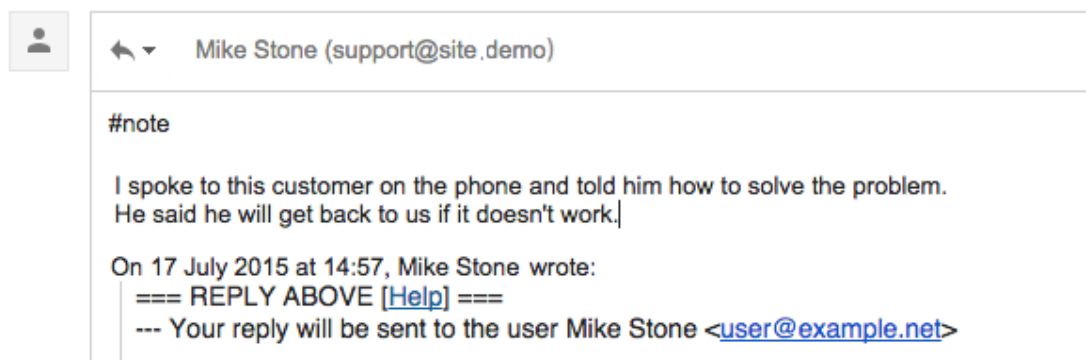 Mike Stone (support@site.demo)
#note
I spoke to this customer on the phone and told him how to solve the problem.
He said he will get back to us if it doesn't work.
On 17 July 2015 at 14:57, Mike Stone wrote:
=== REPLY ABOVE [Help] ===
--- Your reply will be sent to the user Mike Stone <user@example.net>